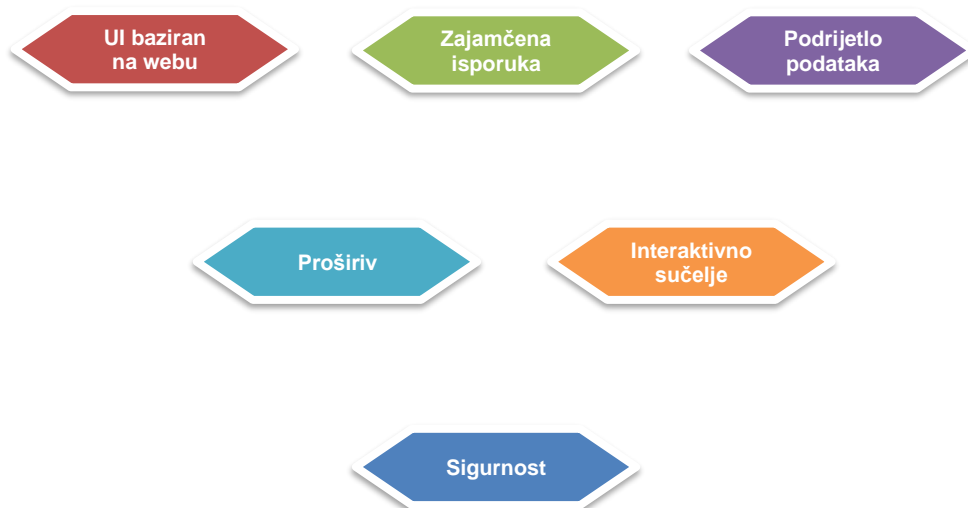 UI baziran
na webu
Zajamčena
isporuka
Podrijetlo
podataka
Proširiv
Interaktivno
sučelje
Sigurnost